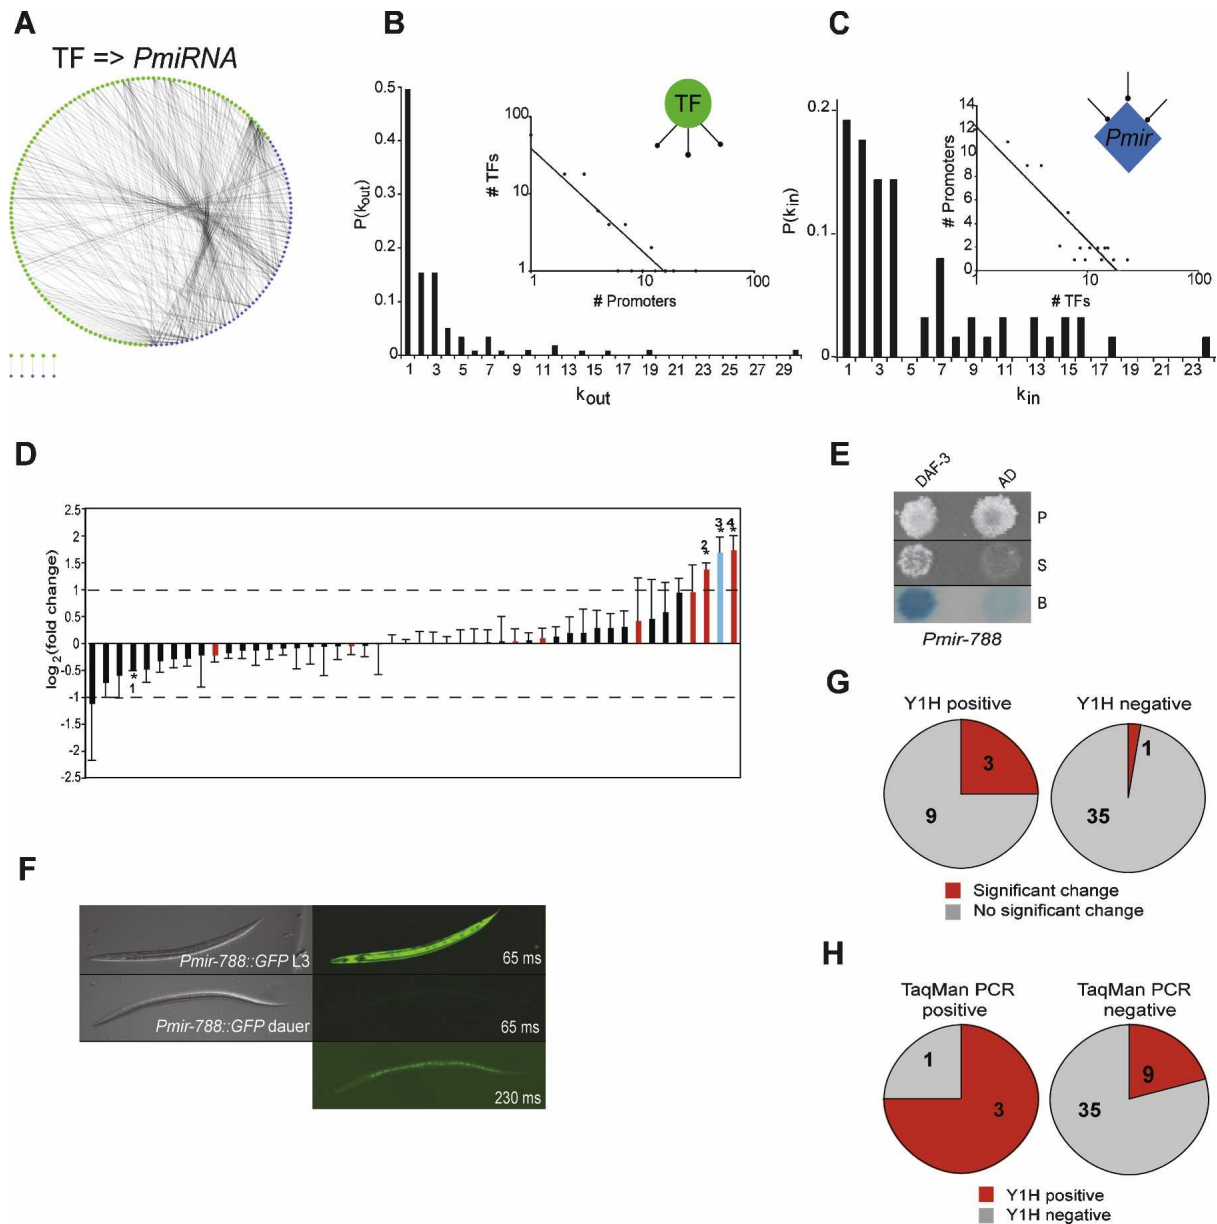 A
TF => PmiRNA
B
P(kout)
0.5
0.4
0.3
0.2
0.1
0
1 3 5 7 9 11 13 15 17 19 21 23 25 27 29
kout
# TFs
100
10
1
1 10 100
# Promoters
TF
C
P(kin)
0.2
0.1
0
1 3 5 7 9 11 13 15 17 19 21 23
kin
# Promoters
14
12
10
8
6
4
2
0
1 10 100
# TFs
Pmir
D
log2(fold change)
2.5
2
1.5
1
0.5
0
-0.5
-1
-1.5
-2
-2.5
*
1
2
*
3
*
4
*
E
DAF-3 AD
P
S
B
Pmir-788
F
Pmir-788::GFP L3
65 ms
Pmir-788::GFP dauer
65 ms
230 ms
G
Y1H positive
3
9
Y1H negative
1
35
Significant change
No significant change
H
TaqMan PCR
positive
1
3
TaqMan PCR
negative
9
35
Y1H positive
Y1H negative